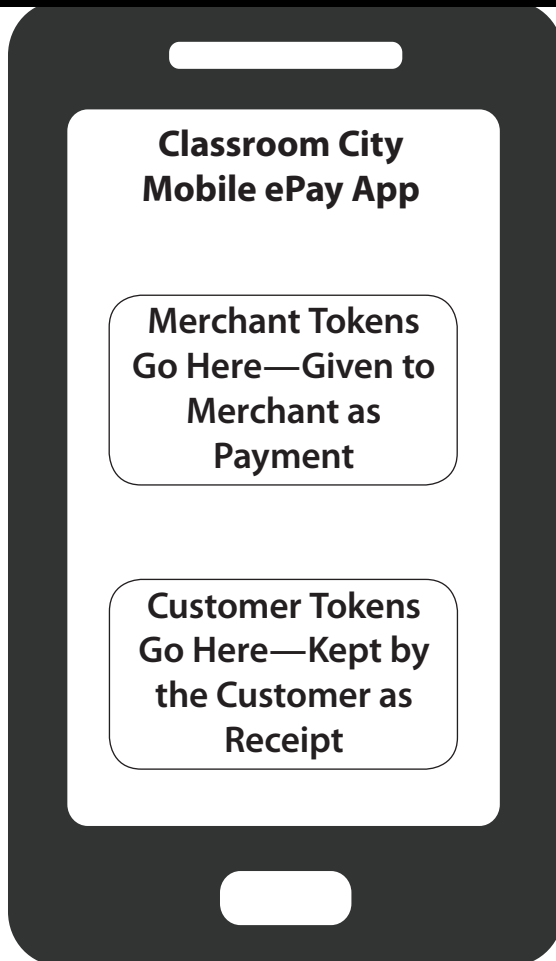 Classroom City
Mobile ePay App
Merchant Tokens
Go Here—Given to
Merchant as
Payment
Customer Tokens
Go Here—Kept by
the Customer as
Receipt